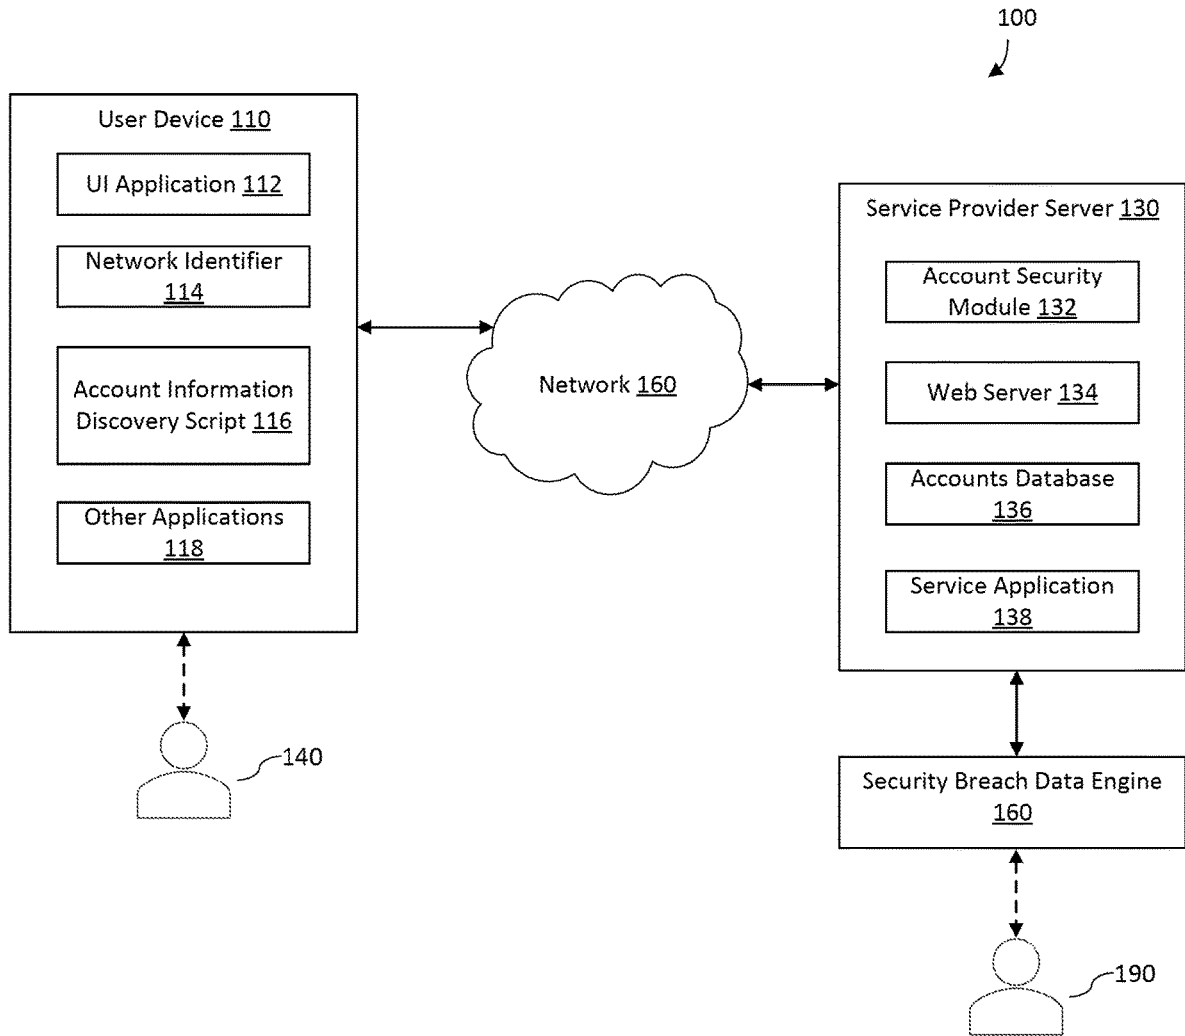 100
User Device 110
UI Application 112
Network Identifier
114
Account Information
Discovery Script 116
Other Applications
118
140
Network 160
Service Provider Server 130
Account Security
Module 132
Web Server 134
Accounts Database
136
Service Application
138
Security Breach Data Engine
160
190